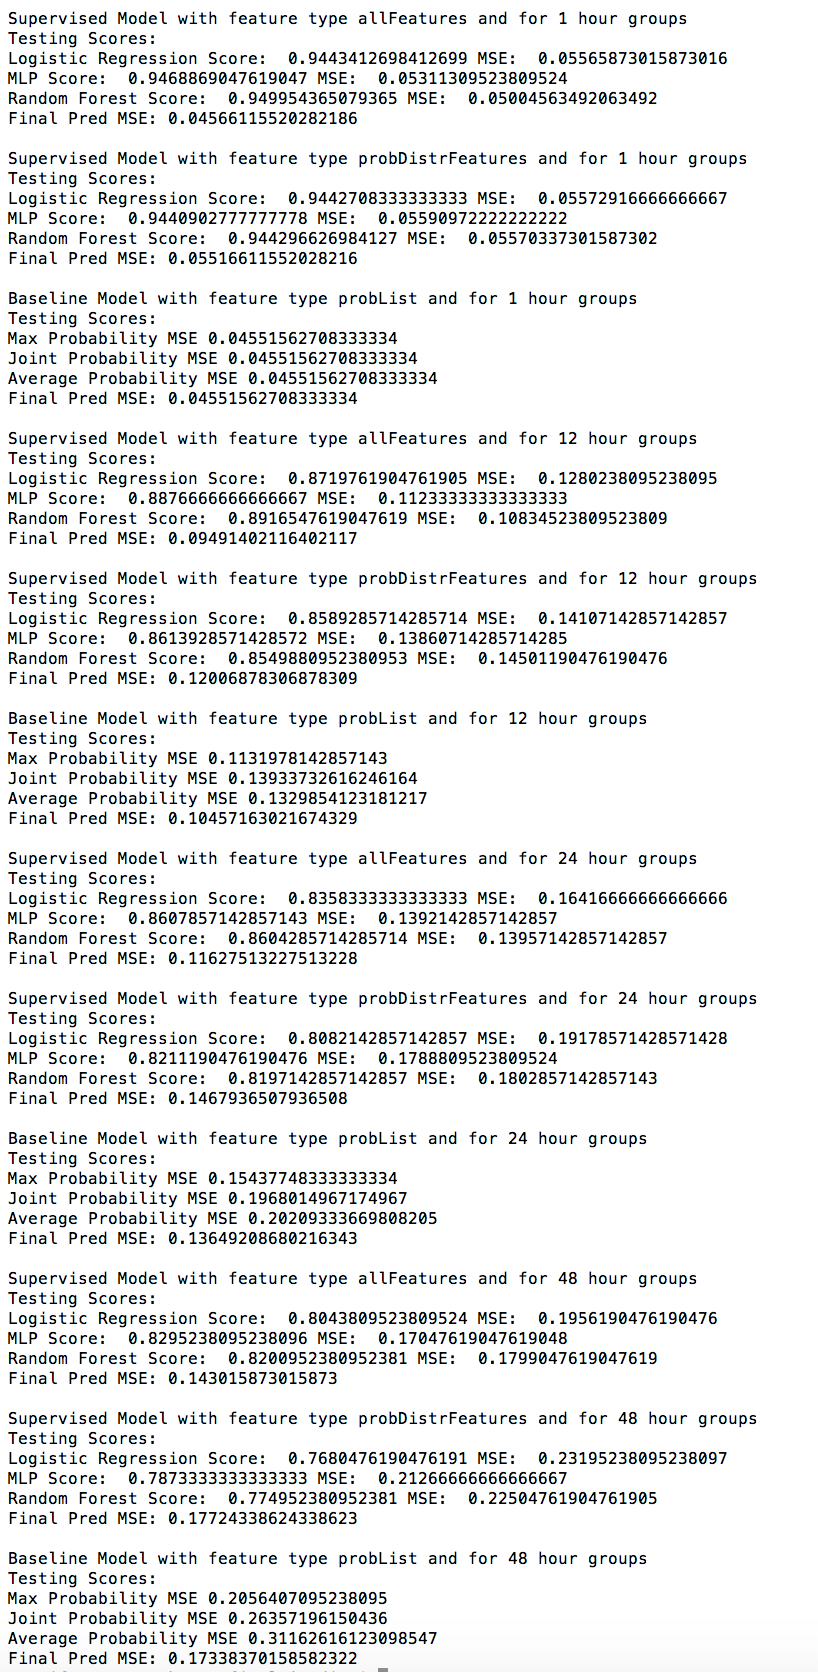 Supervised Model with feature type allFeatures and for 1 hour groups
Testing Scores:
Logistic Regression Score:  0.9443412698412699 MSE:  0.05565873015873016
MLP Score:  0.9468869047619047 MSE:  0.05311309523809524
Random Forest Score:  0.949954365079365 MSE:  0.05004563492063492
Final Pred MSE: 0.04566115520282186
Supervised Model with feature type probDistrFeatures and for 1 hour groups
Testing Scores:
Logistic Regression Score:  0.9442708333333333 MSE:  0.05572916666666667
MLP Score:  0.9440902777777778 MSE:  0.05590972222222222
Random Forest Score:  0.944296626984127 MSE:  0.05570337301587302
Final Pred MSE: 0.05516611552028216
Baseline Model with feature type probList and for 1 hour groups
Testing Scores:
Max Probability MSE 0.04551562708333334
Joint Probability MSE 0.04551562708333334
Average Probability MSE 0.04551562708333334
Final Pred MSE: 0.04551562708333334
Supervised Model with feature type allFeatures and for 12 hour groups
Testing Scores:
Logistic Regression Score:  0.8719761904761905 MSE:  0.1280238095238095
MLP Score:  0.8876666666666667 MSE:  0.11233333333333333
Random Forest Score:  0.8916547619047619 MSE:  0.10834523809523809
Final Pred MSE: 0.09491402116402117
Supervised Model with feature type probDistrFeatures and for 12 hour groups
Testing Scores:
Logistic Regression Score:  0.8589285714285714 MSE:  0.14107142857142857
MLP Score:  0.8613928571428572 MSE:  0.13860714285714285
Random Forest Score:  0.8549880952380953 MSE:  0.14501190476190476
Final Pred MSE: 0.12006878306878309
Baseline Model with feature type probList and for 12 hour groups
Testing Scores:
Max Probability MSE 0.1131978142857143
Joint Probability MSE 0.13933732616246164
Average Probability MSE 0.1329854123181217
Final Pred MSE: 0.10457163021674329
Supervised Model with feature type allFeatures and for 24 hour groups
Testing Scores:
Logistic Regression Score:  0.8358333333333333 MSE:  0.16416666666666666
MLP Score:  0.8607857142857143 MSE:  0.1392142857142857
Random Forest Score:  0.8604285714285714 MSE:  0.13957142857142857
Final Pred MSE: 0.11627513227513228
Supervised Model with feature type probDistrFeatures and for 24 hour groups
Testing Scores:
Logistic Regression Score:  0.8082142857142857 MSE:  0.19178571428571428
MLP Score:  0.8211190476190476 MSE:  0.1788809523809524
Random Forest Score:  0.8197142857142857 MSE:  0.1802857142857143
Final Pred MSE: 0.1467936507936508
Baseline Model with feature type probList and for 24 hour groups
Testing Scores:
Max Probability MSE 0.15437748333333334
Joint Probability MSE 0.1968014967174967
Average Probability MSE 0.20209333669808205
Final Pred MSE: 0.13649208680216343
Supervised Model with feature type allFeatures and for 48 hour groups
Testing Scores:
Logistic Regression Score:  0.8043809523809524 MSE:  0.1956190476190476
MLP Score:  0.8295238095238096 MSE:  0.17047619047619048
Random Forest Score:  0.8200952380952381 MSE:  0.1799047619047619
Final Pred MSE: 0.143015873015873
Supervised Model with feature type probDistrFeatures and for 48 hour groups
Testing Scores:
Logistic Regression Score:  0.7680476190476191 MSE:  0.23195238095238097
MLP Score:  0.7873333333333333 MSE:  0.21266666666666667
Random Forest Score:  0.774952380952381 MSE:  0.22504761904761905
Final Pred MSE: 0.17724338624338623
Baseline Model with feature type probList and for 48 hour groups
Testing Scores:
Max Probability MSE 0.2056407095238095
Joint Probability MSE 0.26357196150436
Average Probability MSE 0.31162616123098547
Final Pred MSE: 0.17338370158582322